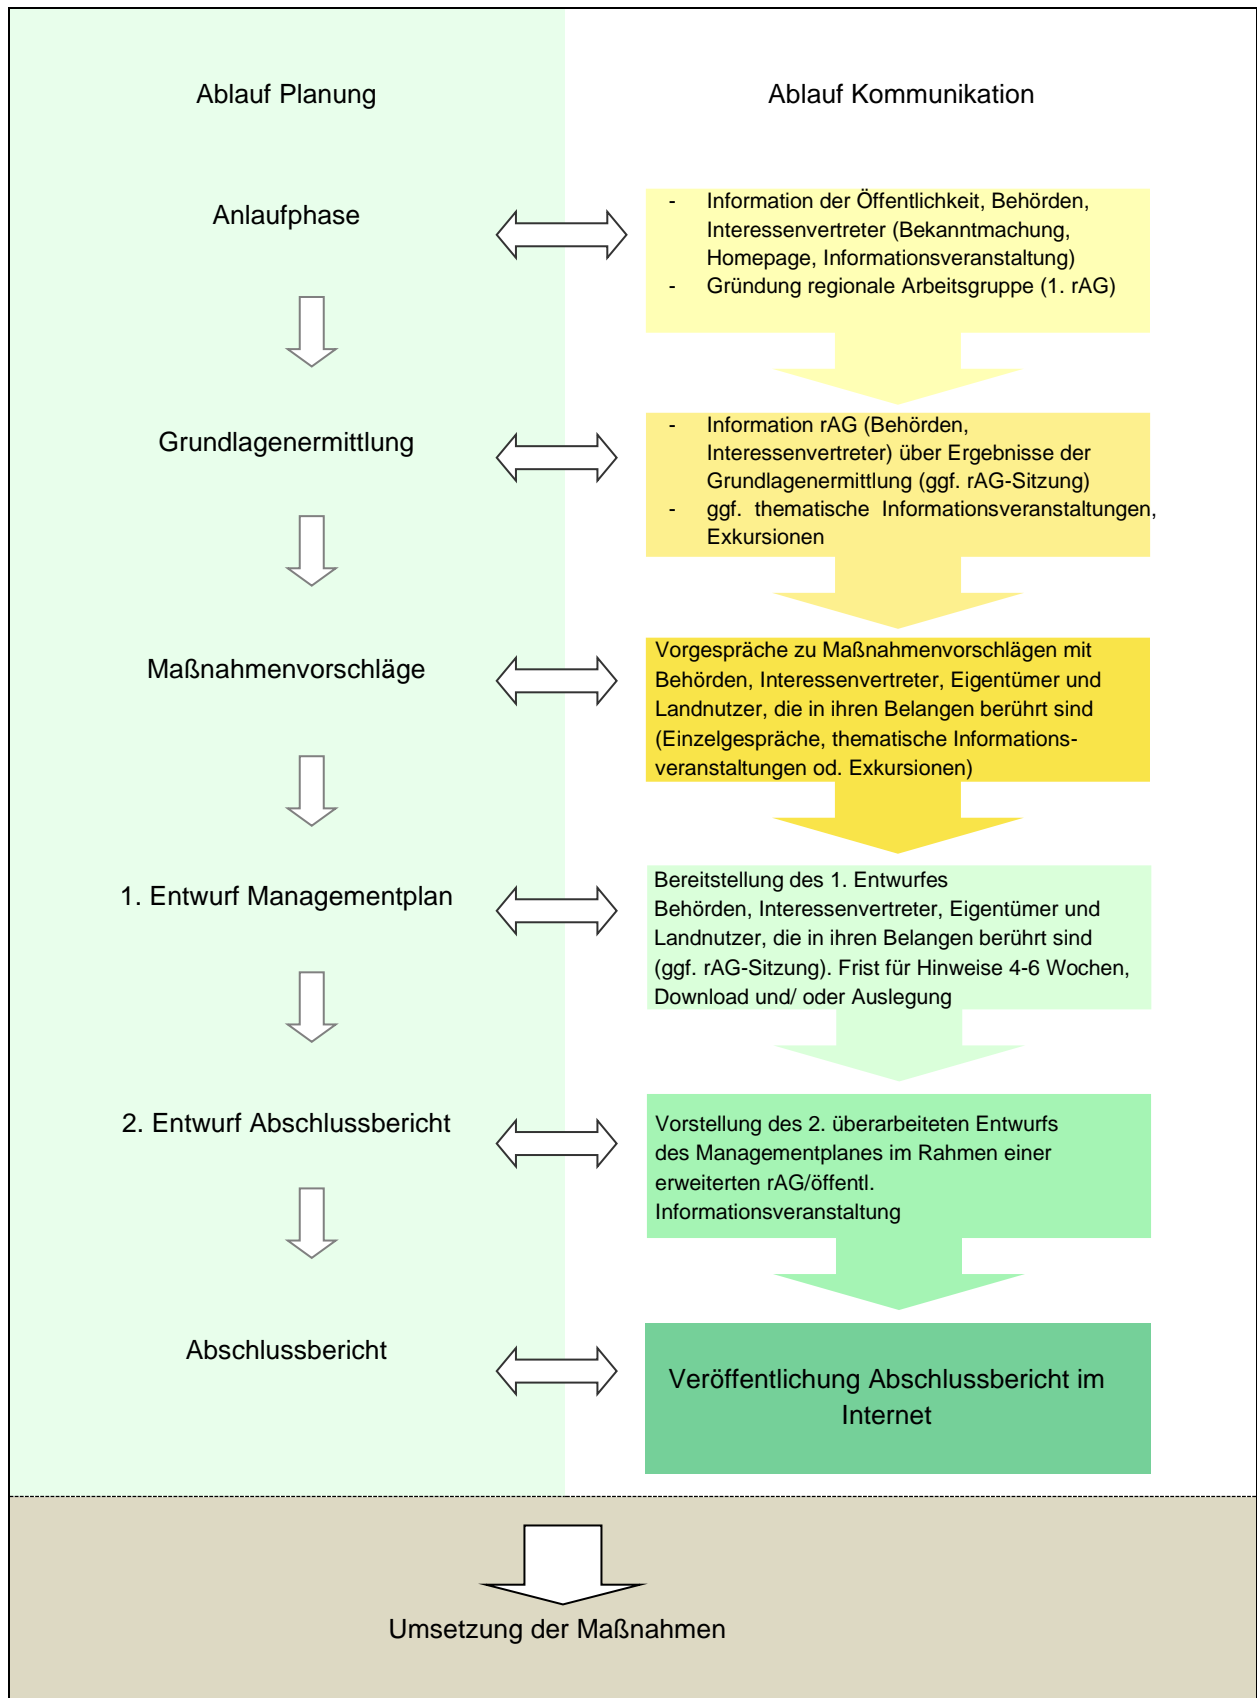 Ablauf Planung
Ablauf Kommunikation
Anlaufphase
- Information der Öffentlichkeit, Behörden,
Interessenvertreter (Bekanntmachung,
Homepage, Informationsveranstaltung)
- Gründung regionale Arbeitsgruppe (1. rAG)
Grundlagenermittlung
- Information rAG (Behörden,
Interessenvertreter) über Ergebnisse der
Grundlagenermittlung (ggf. rAG-Sitzung)
- ggf. thematische Informationsveranstaltungen,
Exkursionen
Maßnahmenvorschläge
Vorgespräche zu Maßnahmenvorschlägen mit
Behörden, Interessenvertreter, Eigentümer und
Landnutzer, die in ihren Belangen berührt sind
(Einzelgespräche, thematische Informations-
veranstaltungen od. Exkursionen)
1. Entwurf Managementplan
Bereitstellung des 1. Entwurfes
Behörden, Interessenvertreter, Eigentümer und
Landnutzer, die in ihren Belangen berührt sind
(ggf. rAG-Sitzung). Frist für Hinweise 4-6 Wochen,
Download und/ oder Auslegung
2. Entwurf Abschlussbericht
Vorstellung des 2. überarbeiteten Entwurfs
des Managementplanes im Rahmen einer
erweiterten rAG/öffentl.
Informationsveranstaltung
Abschlussbericht
Veröffentlichung Abschlussbericht im
Internet
Umsetzung der Maßnahmen